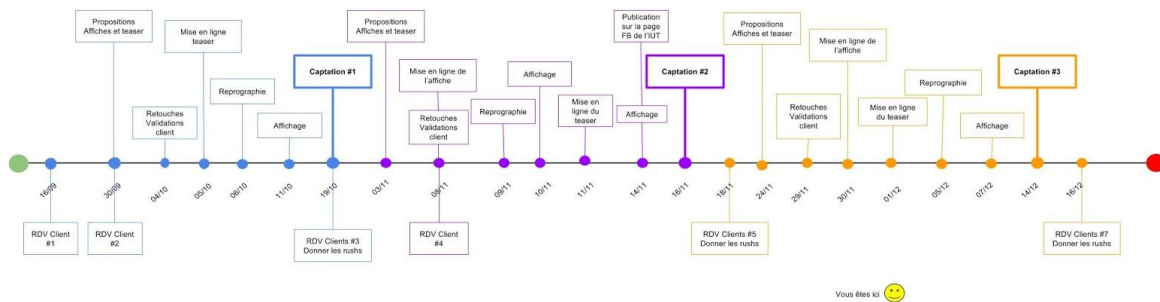 Propositions
Affiches et teaser
Mise en ligne
teaser
Reprographie
Retouches
Validations
client
Affichage
Captation #1
Propositions
Affiches et teaser
Mise en ligne de
l'affiche
Retouches
Validations
client
Reprographie
Affichage
Mise en
ligne du
teaser
Publication
sur la page
FB de l'IUT
Affichage
Captation #2
Propositions
Affiches et teaser
Retouches
Validations
client
Mise en ligne de
l'affiche
Mise en ligne
du teaser
Reprographie
Affichage
Captation #3
16/09
30/09
04/10
05/10
06/10
11/10
19/10
03/11
08/11
09/11
10/11
11/11
14/11
16/11
18/11
24/11
29/11
30/11
01/12
05/12
07/12
14/12
16/12
RDV Client
#1
RDV Client
#2
RDV Clients #3
Donner les rushs
RDV Client
#4
RDV Clients #5
Donner les rushs
RDV Clients #7
Donner les rushs
Vous êtes ici